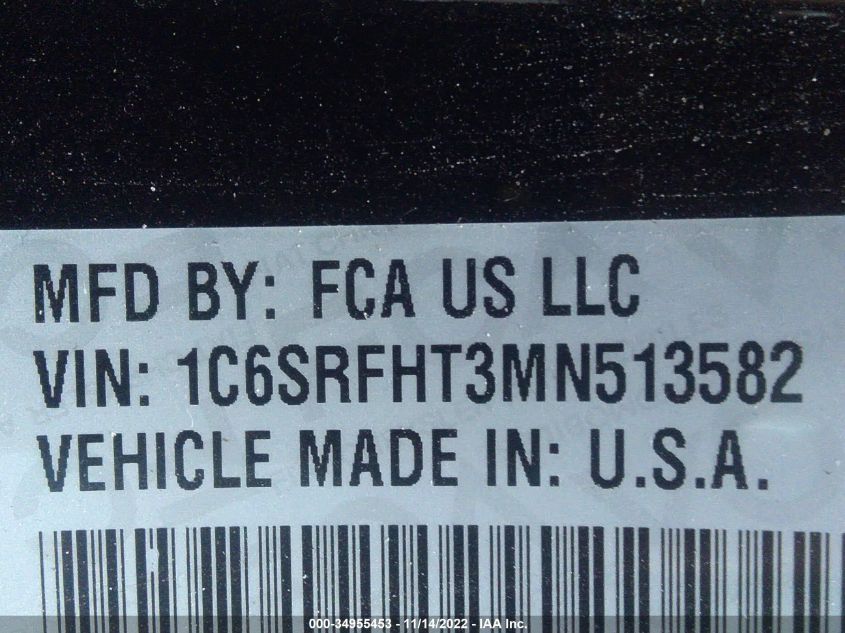 MFD BY: FCA US LLC
VIN: 1C6SRFHT3MN513582
VEHICLE MADE IN: U.S.A.
000-34955453 - 11/14/2022 - IAA Inc.